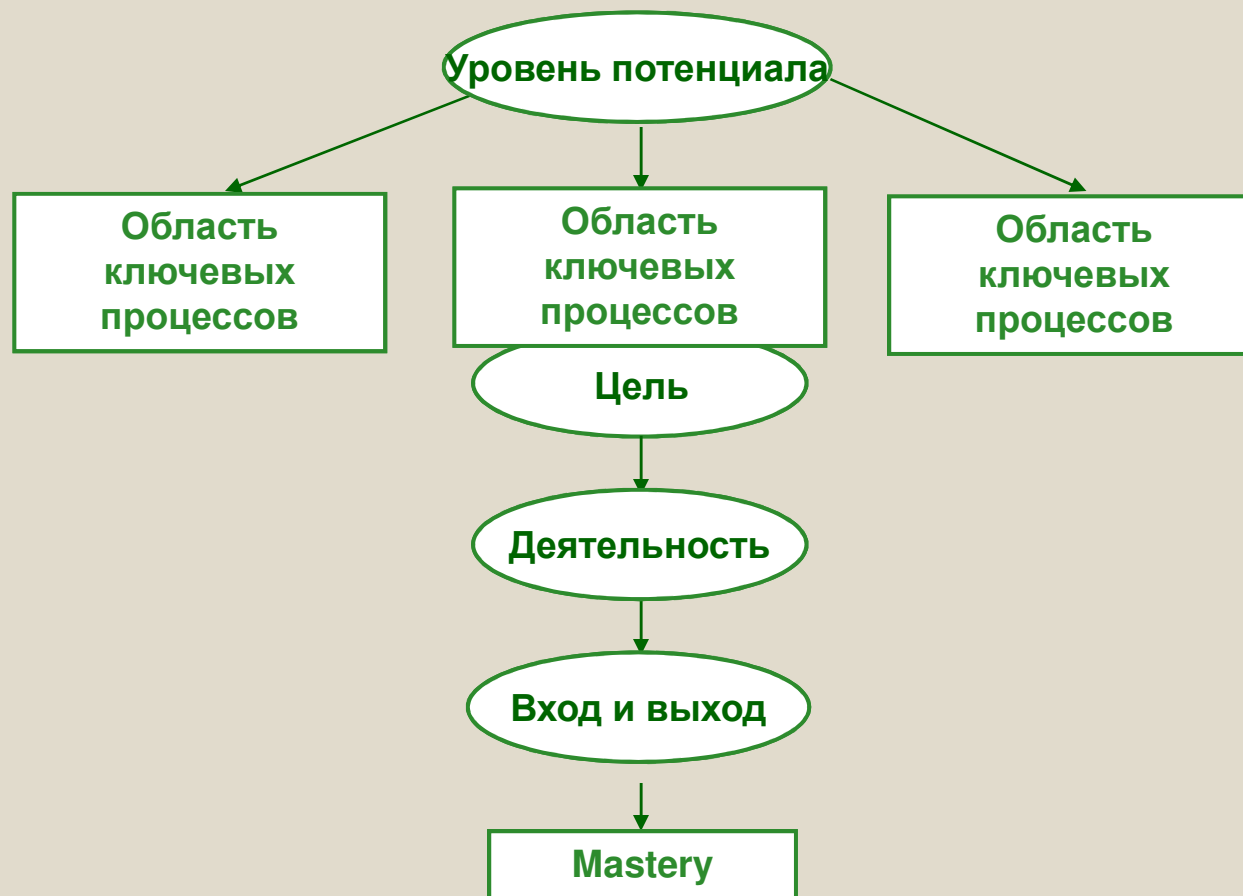 Уровень потенциала
Область
ключевых
процессов
Область
ключевых
процессов
Область
ключевых
процессов
Цель
Деятельность
Вход и выход
Mastery